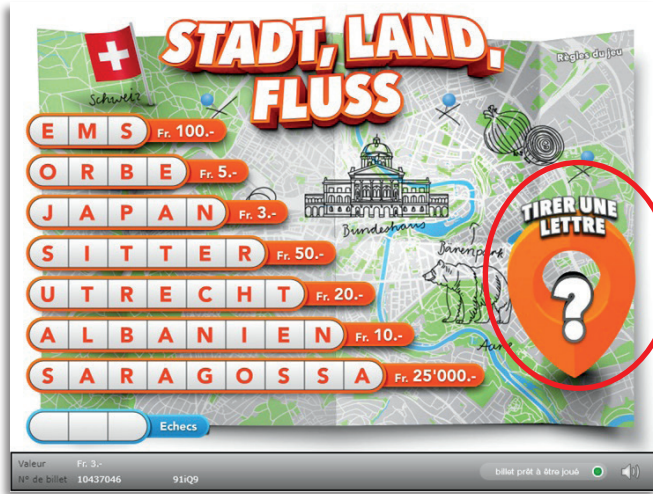 STADT, LAND,
FLUSS
Règles du jeu
Schweiz
EMS Fr. 100.-
ORBE Fr. 5.-
JAPAN Fr. 3.-
SITTER Fr. 50.-
UTRECHT Fr. 20.-
ALBANIEN Fr. 10.-
SARAGOSSA Fr. 25'000.-
Echecs
Bundeshaus
Bärenpark
Aare
TIRER UNE
LETTRE
?
Valeur Fr. 3.-
N° de billet 10437046 91iQ9
billet prêt à être joué